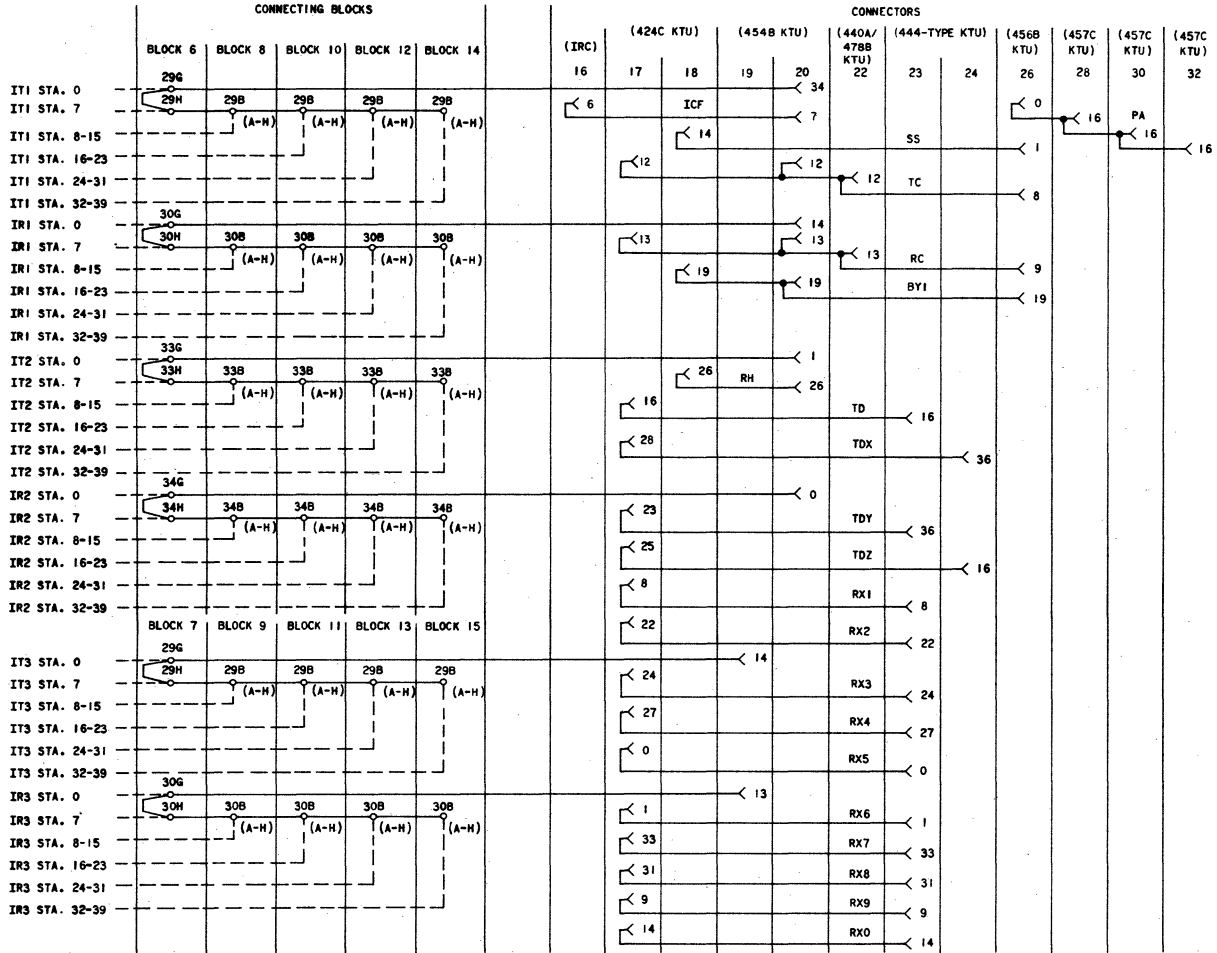 CONNECTING BLOCKS
CONNECTORS
(IRC) (424C KTU) (454B KTU) (440A/ 478B KTU) (444-TYPE KTU) (456B KTU) (457C KTU) (457C KTU) (457C KTU)
BLOCK 6 BLOCK 8 BLOCK 10 BLOCK 12 BLOCK 14
16 17 18 19 20 22 23 24 26 28 30 32
29G
IT1 STA. 0 34
29H 29B 29B 29B 29B
IT1 STA. 7 6 ICF 7 0 16 PA
(A-H) (A-H) (A-H) (A-H)
IT1 STA. 8-15 14 SS 1 16 16
IT1 STA. 16-23 12 12
IT1 STA. 24-31 12 TC
IT1 STA. 32-39 8
30G
IR1 STA. 0 14
30H 30B 30B 30B 30B
IR1 STA. 7 13 13
(A-H) (A-H) (A-H) (A-H)
13 RC
IR1 STA. 8-15 19 9
IR1 STA. 16-23 19 BY1 19
IR1 STA. 24-31
IR1 STA. 32-39
33G
IT2 STA. 0 1
33H 33B 33B 33B 33B
IT2 STA. 7 26 RH 26
(A-H) (A-H) (A-H) (A-H)
IT2 STA. 8-15 16 TD 16
IT2 STA. 16-23
IT2 STA. 24-31 28 TDX 36
IT2 STA. 32-39
34G
IR2 STA. 0 0
34H 34B 34B 34B 34B
IR2 STA. 7 23 TDY 36
(A-H) (A-H) (A-H) (A-H)
IR2 STA. 8-15
IR2 STA. 16-23 25 TDZ 16
IR2 STA. 24-31 8 RX1 8
IR2 STA. 32-39
BLOCK 7 BLOCK 9 BLOCK 11 BLOCK 13 BLOCK 15
22 RX2 22
29G
IT3 STA. 0 14
29H 29B 29B 29B 29B
IT3 STA. 7 24 RX3 24
(A-H) (A-H) (A-H) (A-H)
IT3 STA. 8-15
IT3 STA. 16-23 27 RX4 27
IT3 STA. 24-31
IT3 STA. 32-39 0 RX5 0
30G
IR3 STA. 0 13
30H 30B 30B 30B 30B
IR3 STA. 7 1 RX6 1
(A-H) (A-H) (A-H) (A-H)
IR3 STA. 8-15 33 RX7 33
IR3 STA. 16-23
IR3 STA. 24-31 31 RX8 31
IR3 STA. 32-39 9 RX9 9
14 RX0 14